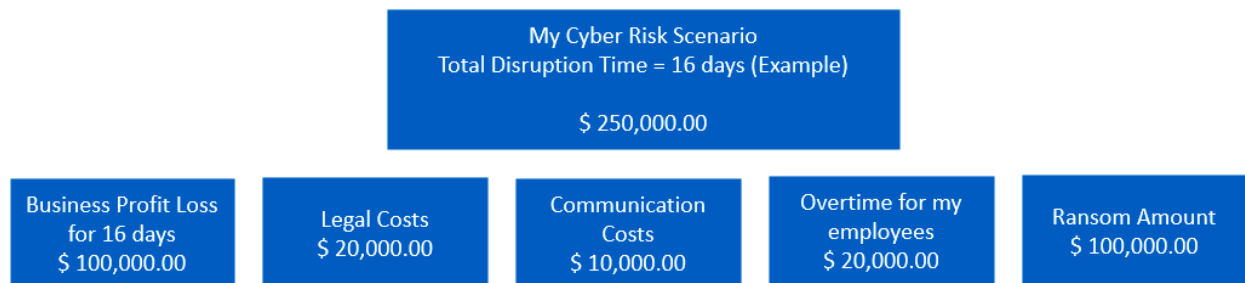 My Cyber Risk Scenario
Total Disruption Time = 16 days (Example)
$ 250,000.00
Business Profit Loss
for 16 days
$ 100,000.00
Legal Costs
$ 20,000.00
Communication
Costs
$ 10,000.00
Overtime for my
employees
$ 20,000.00
Ransom Amount
$ 100,000.00